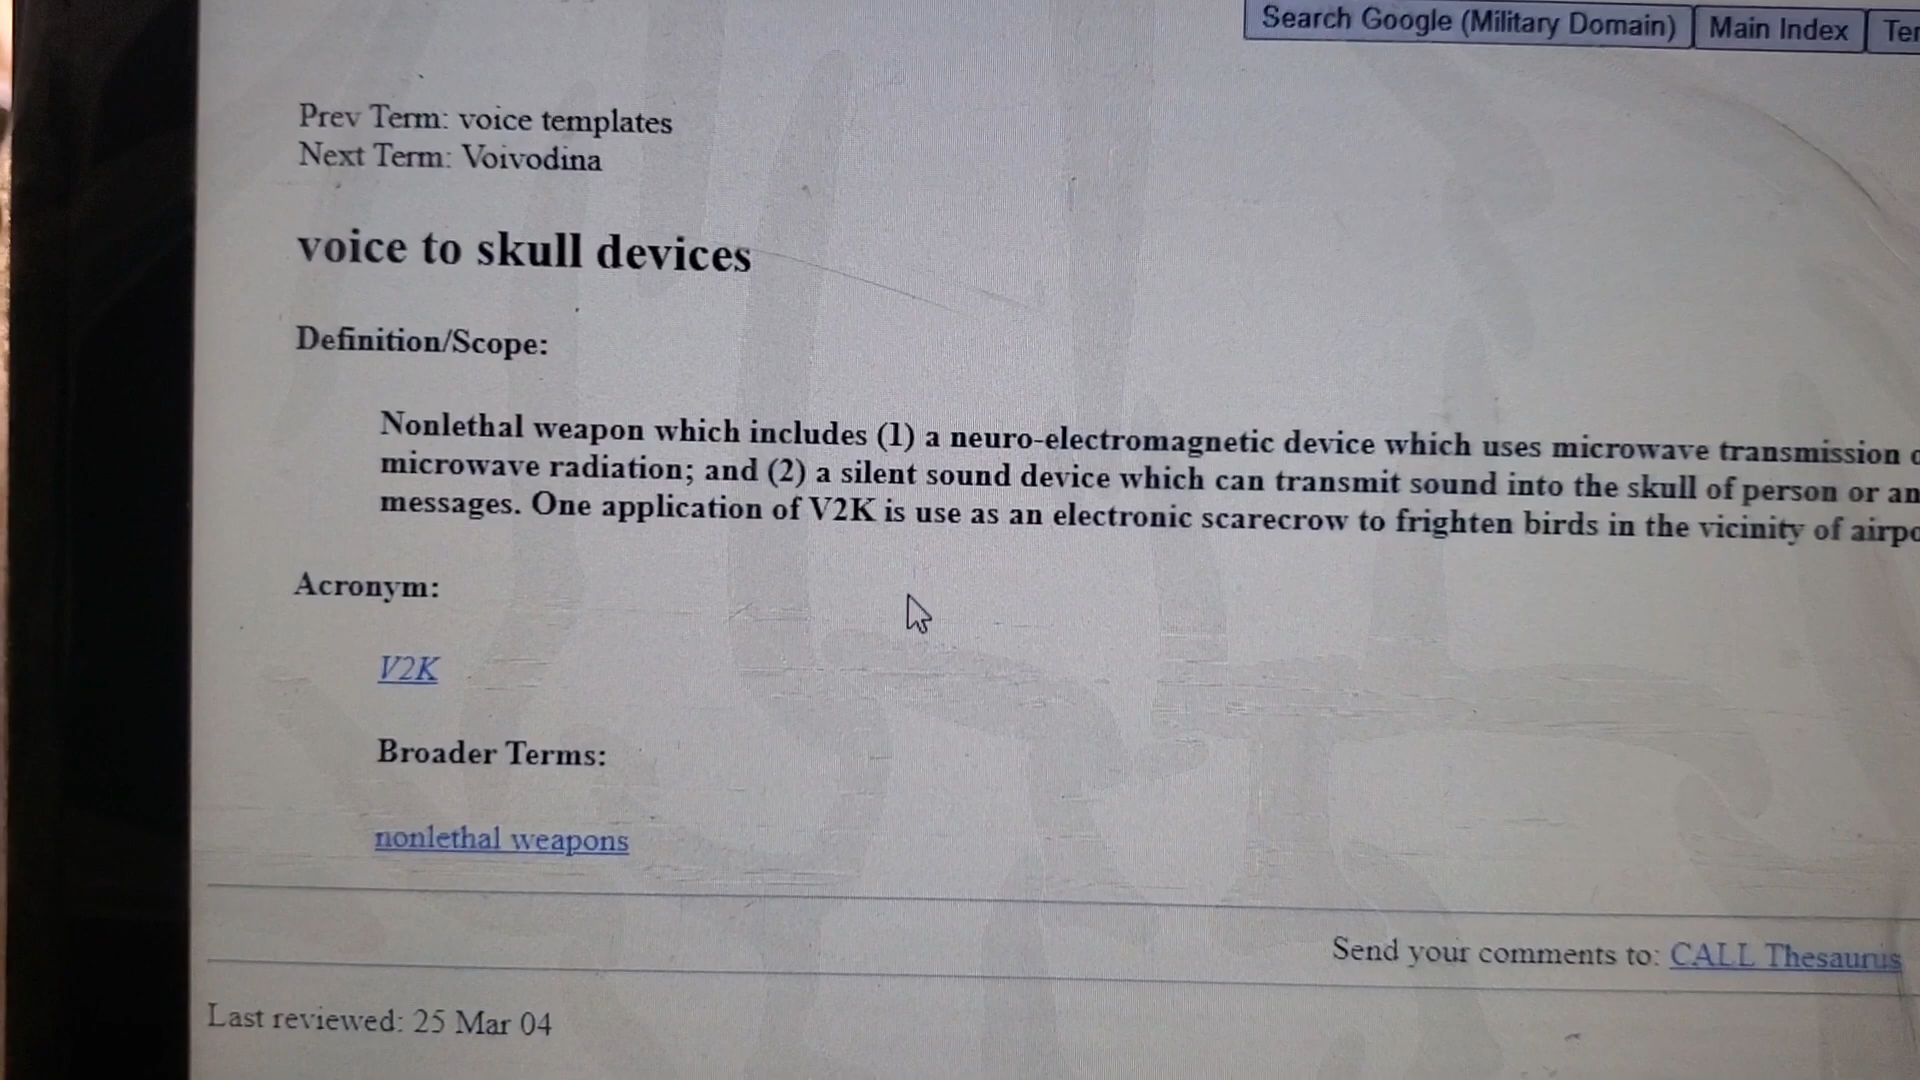 Search Google (Military Domain) Main Index
Prev Term: voice templates
Next Term: Voivodina
voice to skull devices
Definition/Scope:
Nonlethal weapon which includes (1) a neuro-electromagnetic device which uses microwave transmission
microwave radiation; and (2) a silent sound device which can transmit sound into the skull of person or
messages. One application of V2K is use as an electronic scarecrow to frighten birds in the vicinity of
Acronym:
V2K
Broader Terms:
nonlethal weapons
Send your comments to: CALL Thesaurus
Last reviewed: 25 Mar 04